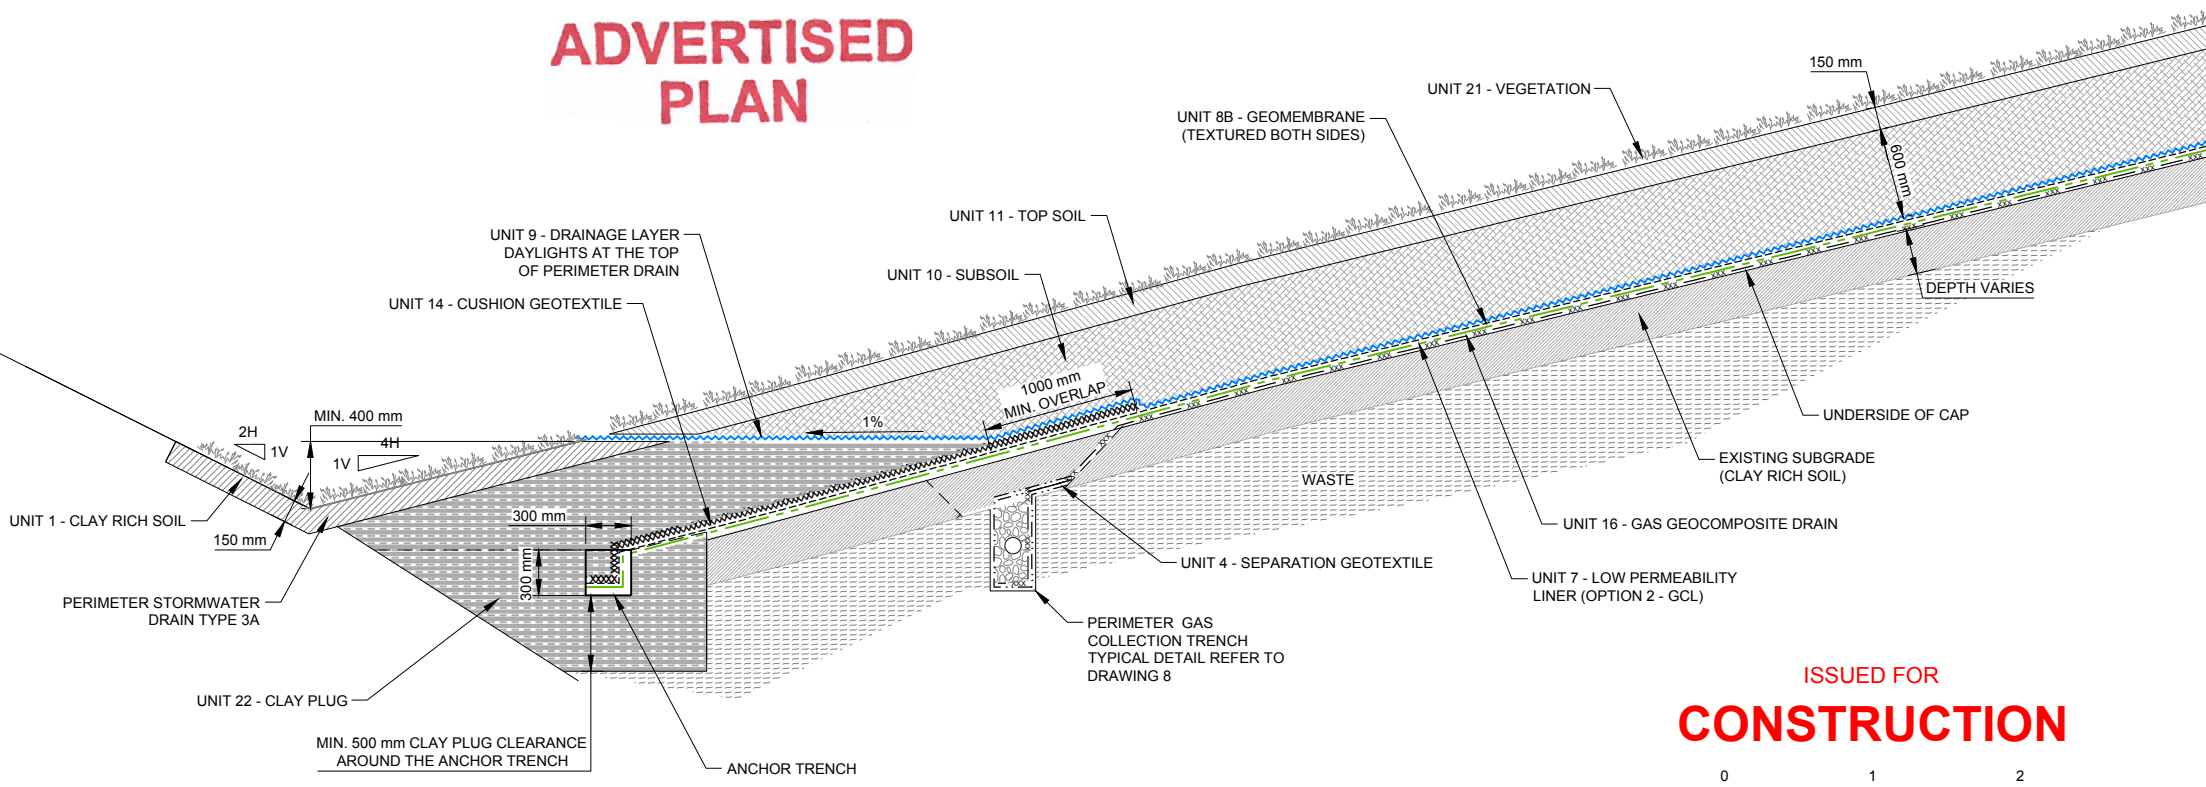 ADVERTISED
PLAN
150 mm
UNIT 21 - VEGETATION
UNIT 8B - GEOMEMBRANE
(TEXTURED BOTH SIDES)
600 mm
UNIT 11 - TOP SOIL
UNIT 9 - DRAINAGE LAYER
DAYLIGHTS AT THE TOP
OF PERIMETER DRAIN
UNIT 10 - SUBSOIL
DEPTH VARIES
UNIT 14 - CUSHION GEOTEXTILE
1000 mm
MIN. OVERLAP
MIN. 400 mm
1%
UNDERSIDE OF CAP
2H
1V
4H
1V
EXISTING SUBGRADE
(CLAY RICH SOIL)
WASTE
UNIT 1 - CLAY RICH SOIL
300 mm
UNIT 16 - GAS GEOCOMPOSITE DRAIN
150 mm
300 mm
UNIT 4 - SEPARATION GEOTEXTILE
UNIT 7 - LOW PERMEABILITY
LINER (OPTION 2 - GCL)
PERIMETER STORMWATER
DRAIN TYPE 3A
PERIMETER GAS
COLLECTION TRENCH
TYPICAL DETAIL REFER TO
DRAWING 8
UNIT 22 - CLAY PLUG
MIN. 500 mm CLAY PLUG CLEARANCE
AROUND THE ANCHOR TRENCH
ANCHOR TRENCH
ISSUED FOR
CONSTRUCTION
0 1 2